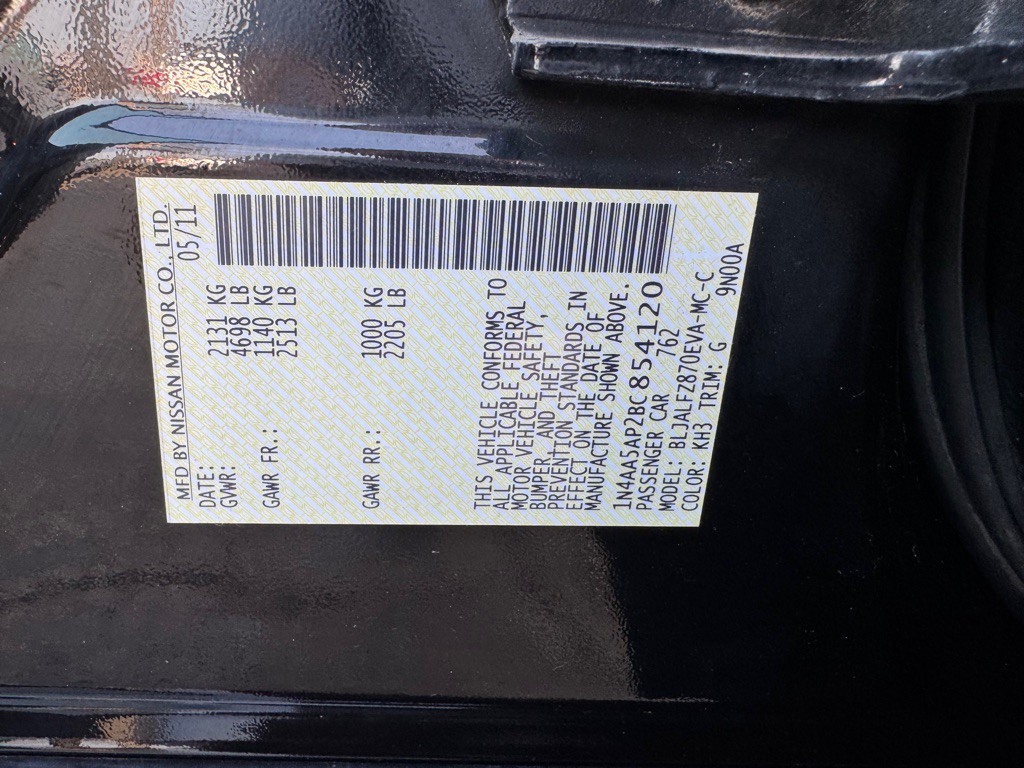 MFD BY NISSAN MOTOR CO., LTD.
DATE: 05/11
GVWR: 2131 KG
4698 LB
GAWR FR.: 1140 KG
2513 LB
GAWR RR.: 1000 KG
2205 LB
THIS VEHICLE CONFORMS TO
ALL APPLICABLE FEDERAL
MOTOR VEHICLE SAFETY,
BUMPER, AND THEFT
PREVENTION STANDARDS IN
EFFECT ON THE DATE OF
MANUFACTURE SHOWN ABOVE.
1N4AA5AP2BC854120
PASSENGER CAR 762
MODEL: BLJALFZ870EVA-MC-C
COLOR: KH3 TRIM: G 9N00A